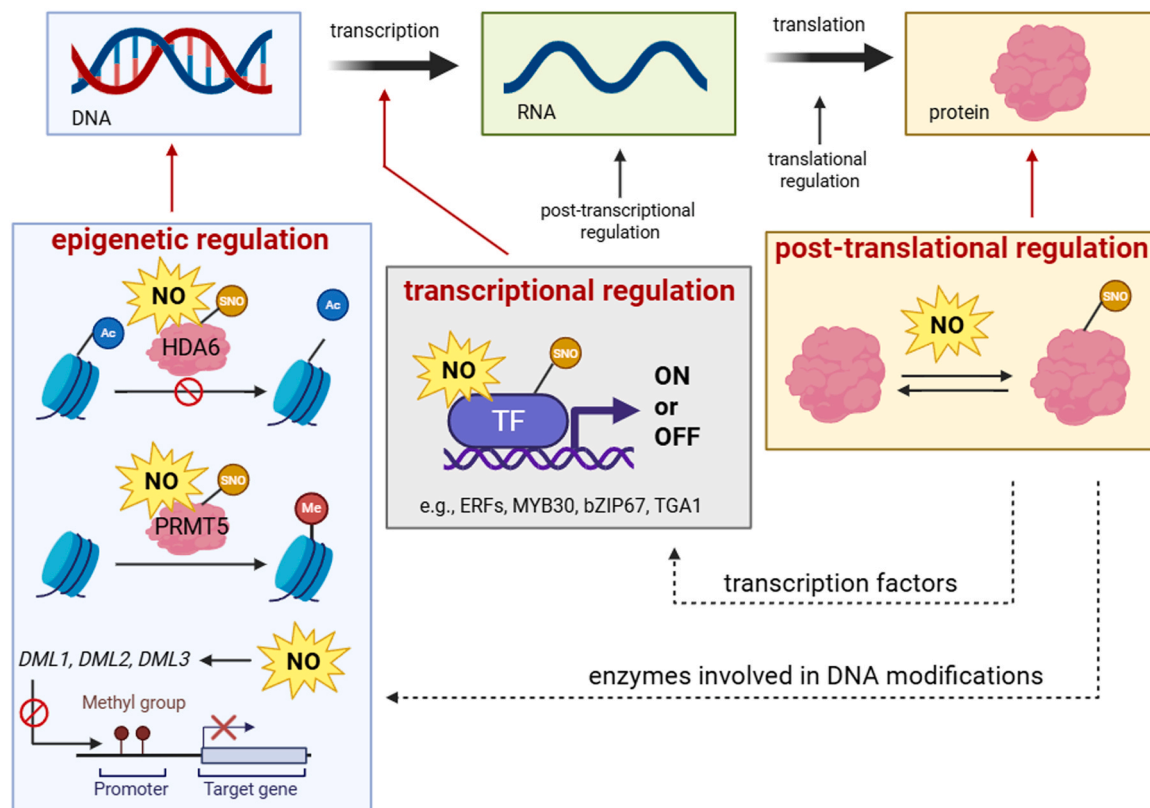 transcription
translation
DNA
RNA
protein
post-transcriptional
regulation
translational
regulation
epigenetic regulation
NO
SNO
Ac
Ac
HDA6
NO
SNO
Me
PRMT5
DML1, DML2, DML3
NO
Methyl group
Promoter
Target gene
transcriptional regulation
NO
SNO
TF
ON
or
OFF
e.g., ERFs, MYB30, bZIP67, TGA1
post-translational regulation
SNO
NO
transcription factors
enzymes involved in DNA modifications